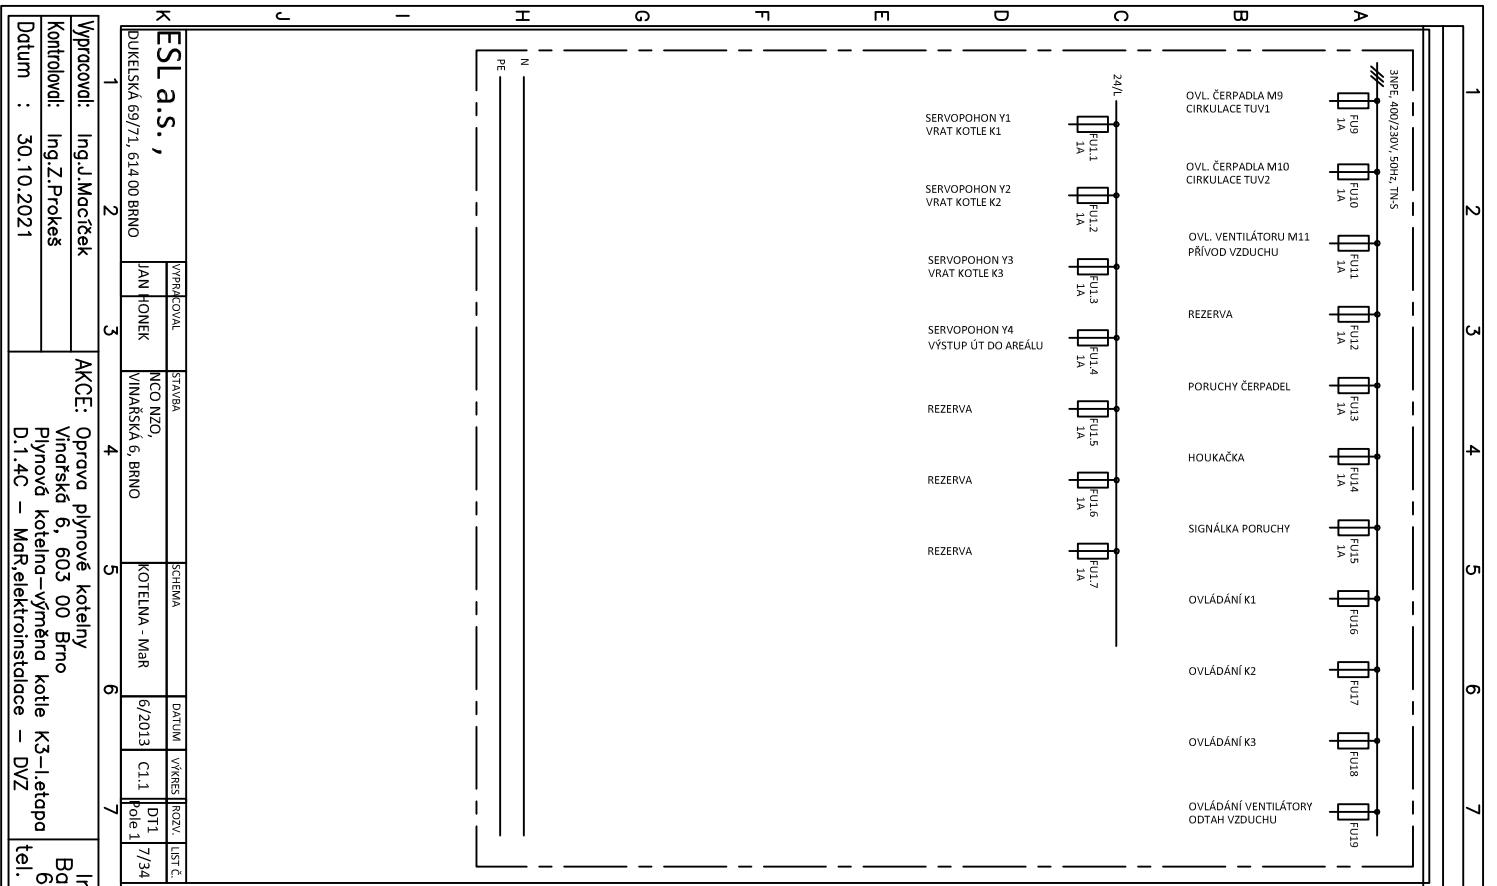 K J I H G F E D C B A
ESL a.s. ,
DUKELSKÁ 69/71, 614 00 BRNO
Vypracoval: Ing.J.Macíček
Kontroloval: Ing.Z.Prokeš
Datum : 30.10.2021
1 2 3 4 5 6 7
VYPRACOVAL
JAN HONEK
STAVBA
NCO NZO,
VINAŘSKÁ 6, BRNO
SCHEMA
KOTELNA - MaR
DATUM
6/2013
VÝKRES
C1.1
ROZV.
DT1
Pole 1
LIST Č.
7/34
AKCE: Oprava plynové kotelny
Vinařská 6, 603 00 Brno
Plynová kotelna-výměna kotle K3-I.etapa
D.1.4C - MaR,elektroinstalace - DVZ
tel.
N
PE
24/L
3NPE, 400/230V, 50Hz, TN-S
SERVOPOHON Y1
VRAT KOTLE K1
FU1.1
1A
SERVOPOHON Y2
VRAT KOTLE K2
FU1.2
1A
SERVOPOHON Y3
VRAT KOTLE K3
FU1.3
1A
SERVOPOHON Y4
VÝSTUP ÚT DO AREÁLU
FU1.4
1A
REZERVA
FU1.5
1A
REZERVA
FU1.6
1A
REZERVA
FU1.7
1A
OVL. ČERPADLA M9
CIRKULACE TUV1
FU9
1A
OVL. ČERPADLA M10
CIRKULACE TUV2
FU10
1A
OVL. VENTILÁTORU M11
PŘÍVOD VZDUCHU
FU11
1A
REZERVA
FU12
1A
PORUCHY ČERPADEL
FU13
1A
HOUKAČKA
FU14
1A
SIGNÁLKA PORUCHY
FU15
1A
OVLÁDÁNÍ K1
FU16
OVLÁDÁNÍ K2
FU17
OVLÁDÁNÍ K3
FU18
OVLÁDÁNÍ VENTILÁTORY
ODTAH VZDUCHU
FU19
1 2 3 4 5 6 7